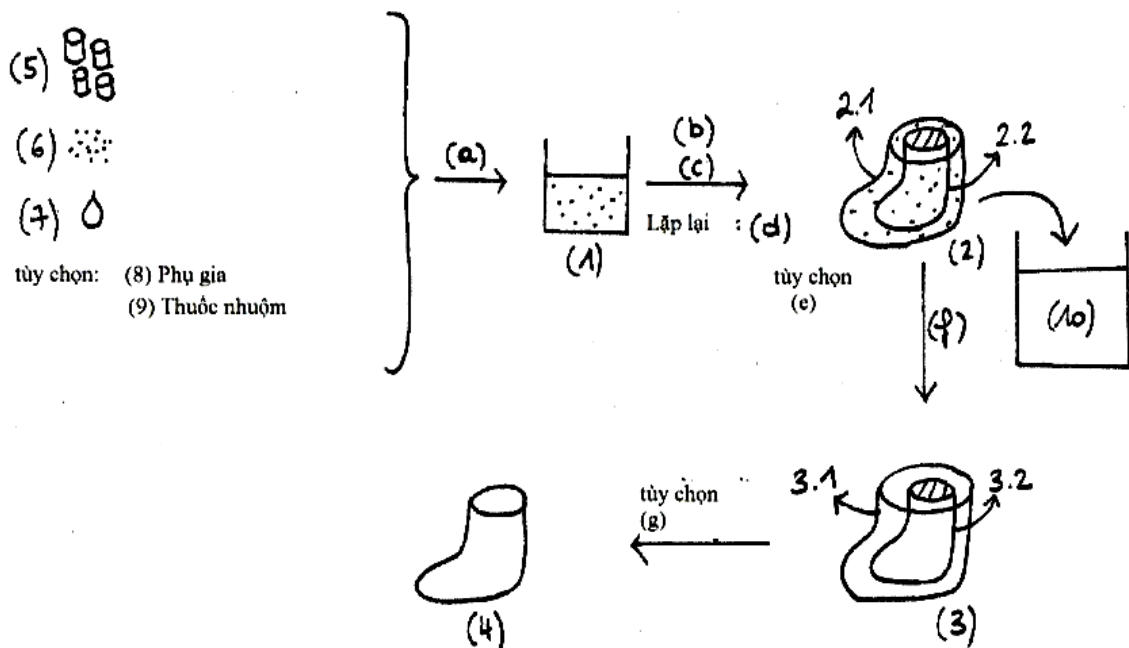 (5)
(6)
(7)
tùy chọn: (8) Phụ gia
(9) Thuốc nhuộm
(a)
(1)
(b)
(c)
Lặp lại : (d)
2.1
2.2
(2)
tùy chọn
(e)
(f)
(10)
3.1
3.2
(3)
tùy chọn
(g)
(4)